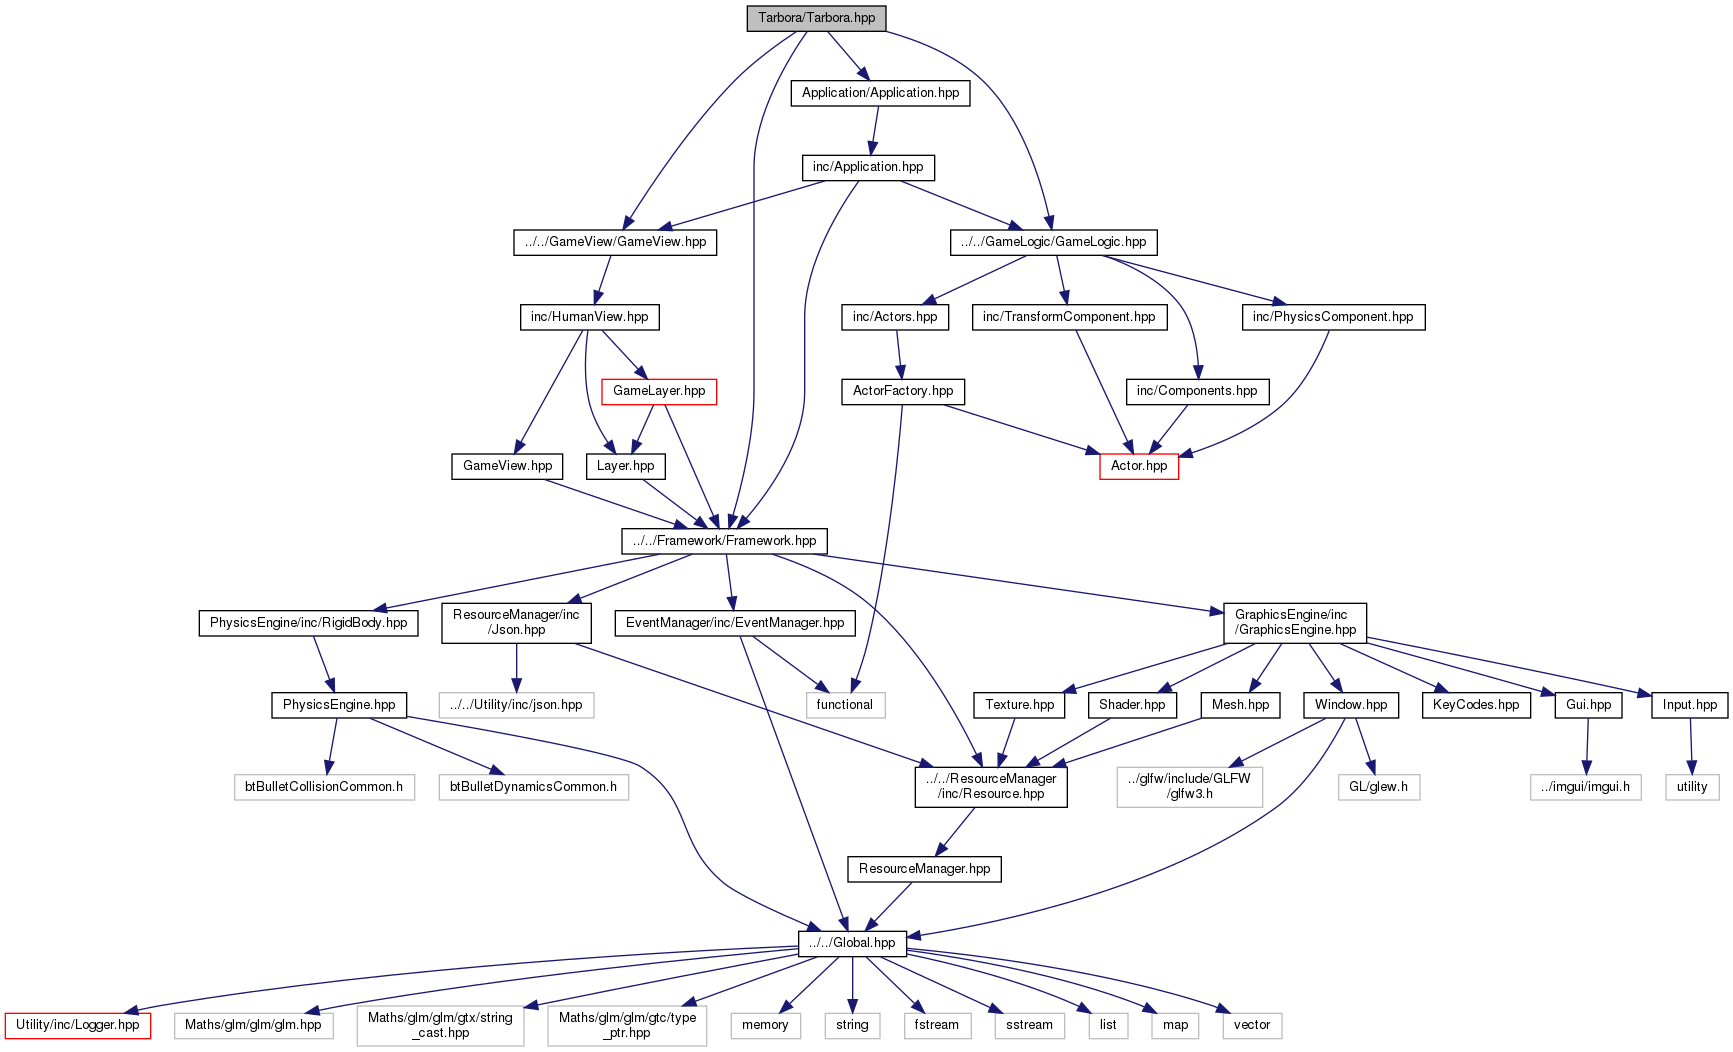 Tarbora/Tarbora.hpp
Application/Application.hpp
inc/Application.hpp
../../GameView/GameView.hpp
../../GameLogic/GameLogic.hpp
inc/HumanView.hpp
inc/Actors.hpp
inc/TransformComponent.hpp
inc/PhysicsComponent.hpp
GameLayer.hpp
ActorFactory.hpp
inc/Components.hpp
GameView.hpp
Layer.hpp
Actor.hpp
../../Framework/Framework.hpp
PhysicsEngine/inc/RigidBody.hpp
ResourceManager/inc
/Json.hpp
EventManager/inc/EventManager.hpp
GraphicsEngine/inc
/GraphicsEngine.hpp
PhysicsEngine.hpp
../../Utility/inc/json.hpp
functional
Texture.hpp
Shader.hpp
Mesh.hpp
Window.hpp
KeyCodes.hpp
Gui.hpp
Input.hpp
btBulletCollisionCommon.h
btBulletDynamicsCommon.h
../../ResourceManager
/inc/Resource.hpp
../glfw/include/GLFW
/glfw3.h
GL/glew.h
../imgui/imgui.h
utility
ResourceManager.hpp
../../Global.hpp
Utility/inc/Logger.hpp
Maths/glm/glm/glm.hpp
Maths/glm/glm/gtx/string
_cast.hpp
Maths/glm/glm/gtc/type
_ptr.hpp
memory
string
fstream
sstream
list
map
vector